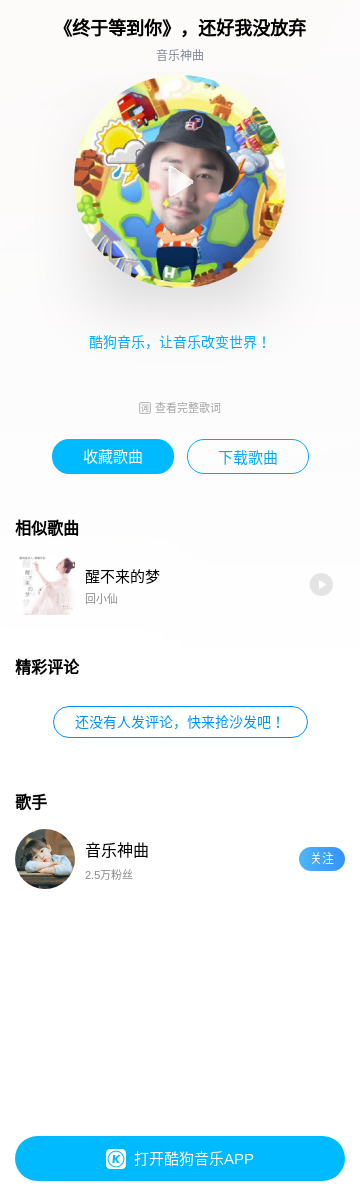 《终于等到你》，还好我没放弃
音乐神曲
酷狗音乐，让音乐改变世界！
词 查看完整歌词
收藏歌曲
下载歌曲
相似歌曲
醒不来的梦
回小仙
精彩评论
还没有人发评论，快来抢沙发吧！
歌手
音乐神曲
2.5万粉丝
关注
打开酷狗音乐APP